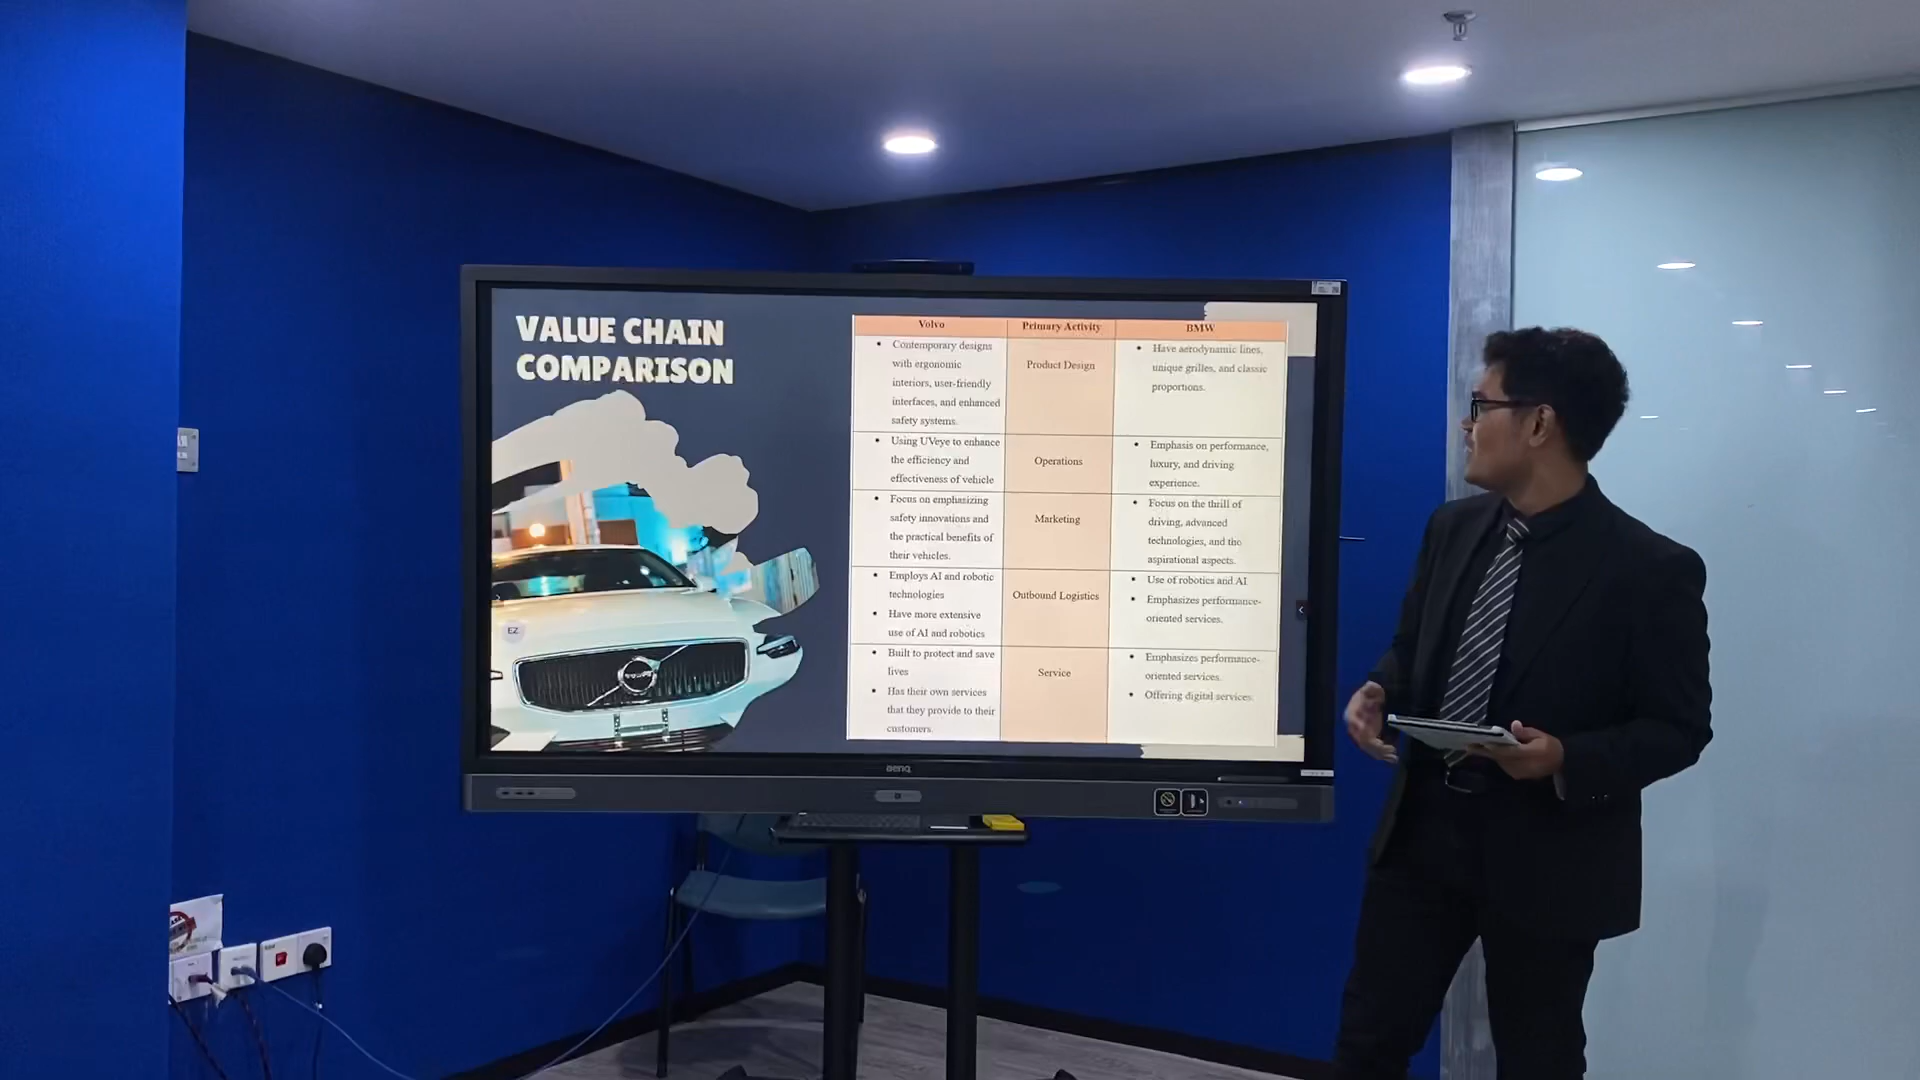 VALUE CHAIN
COMPARISON
Volvo
Primary Activity
BMW
• Contemporary designs
with ergonomic
interiors, user-friendly
interfaces, and enhanced
safety systems.
Product Design
• Have aerodynamic lines,
unique grilles, and classic
proportions.
• Using UVeye to enhance
the efficiency and
effectiveness of vehicle
Operations
• Emphasis on performance,
luxury, and driving
experience.
• Focus on emphasizing
safety innovations and
the practical benefits of
their vehicles.
Marketing
• Focus on the thrill of
driving, advanced
technologies, and the
aspirational aspects.
• Employs AI and robotic
technologies
• Have more extensive
use of AI and robotics
Outbound Logistics
• Use of robotics and AI
• Emphasizes performance-
oriented services.
• Built to protect and save
lives
• Has their own services
that they provide to their
customers.
Service
• Emphasizes performance-
oriented services.
• Offering digital services.
EZ
VOLVO
BenQ